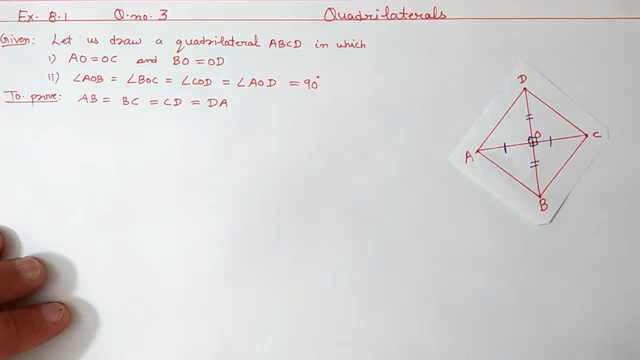 Ex. 8.1 Q.no. 3 Quadrilaterals
Given: Let us draw a quadrilateral ABCD in which
i) AO = OC and BO = OD
ii) ∠AOB = ∠BOC = ∠COD = ∠AOD = 90°
To prove: AB = BC = CD = DA
D
O
C
A
B